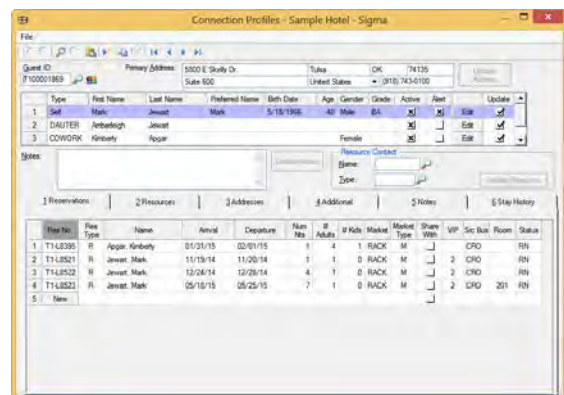 Connection Profiles - Sample Hotel - Sigma
File
Guest ID: Primary Address: 5800 E Skelly Dr. Tulsa OK 74135
T100001869 Suite 600 United States (918) 743-0100 Update
Type First Name Last Name Preferred Name Birth Date Age Gender Grade Active Alert Update
1 Self Mark Jewart Mark 5/18/1966 48 Male BA Edit
2 DAUTER Amberleigh Jewart Edit
3 COWORK Kimberly Apgar Female Edit
Notes: Resource Contact
Name:
Type:
1 Reservations 2 Resources 3 Addresses 4 Additional 5 Notes 6 Stay History
Res No Res Type Name Arrival Departure Num Nts # Adults # Kids Market Market Type Share With VIP Src Bus Room Status
1 T1-L8395 R Apgar, Kimberly 01/31/15 02/01/15 1 4 1 RACK M CRO RN
2 T1-L8521 R Jewart, Mark 11/19/14 11/20/14 1 1 0 RACK M 2 CRO RN
3 T1-L8522 R Jewart, Mark 12/24/14 12/28/14 4 1 0 RACK M 2 CRO RN
4 T1-L8523 R Jewart, Mark 05/18/15 05/25/15 7 1 0 RACK M 2 CRO 201 RN
5 New